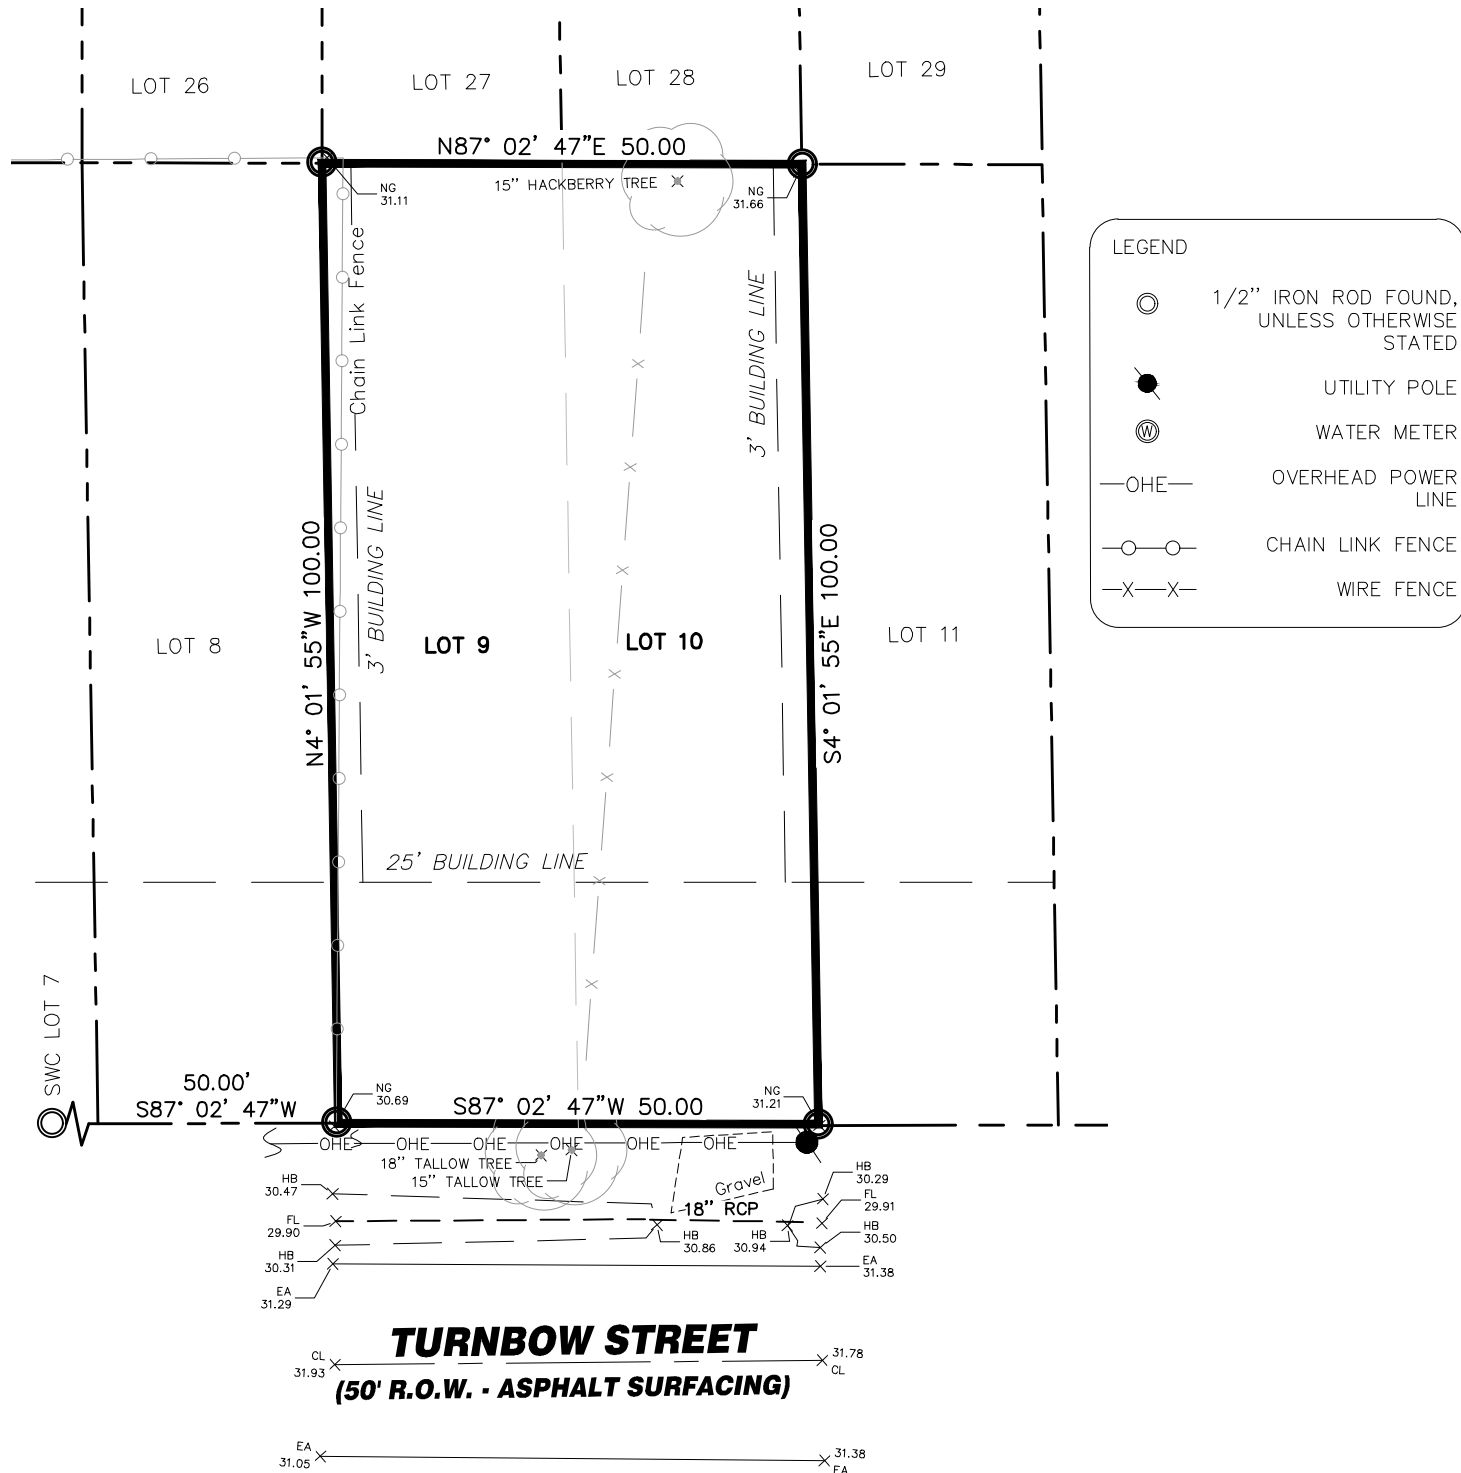 LOT 26
LOT 27
LOT 28
LOT 29
N87° 02' 47"E 50.00
15" HACKBERRY TREE
NG
31.11
NG
31.66
Chain Link Fence
3' BUILDING LINE
3' BUILDING LINE
N4° 01' 55"W 100.00
S4° 01' 55"E 100.00
LOT 8
LOT 9
LOT 10
LOT 11
25' BUILDING LINE
SWC LOT 7
50.00'
S87° 02' 47"W
NG
30.69
S87° 02' 47"W 50.00
NG
31.21
OHE
OHE
OHE
OHE
OHE
OHE
18" TALLOW TREE
15" TALLOW TREE
Gravel
18" RCP
HB
30.47
FL
29.90
HB
30.31
EA
31.29
HB
30.86
HB
30.94
HB
30.29
FL
29.91
HB
30.50
EA
31.38
TURNBOW STREET
(50' R.O.W. - ASPHALT SURFACING)
CL
31.93
31.78
CL
EA
31.05
31.38
EA
LEGEND
1/2" IRON ROD FOUND,
UNLESS OTHERWISE
STATED
UTILITY POLE
W
WATER METER
OHE
OVERHEAD POWER
LINE
CHAIN LINK FENCE
X X
WIRE FENCE